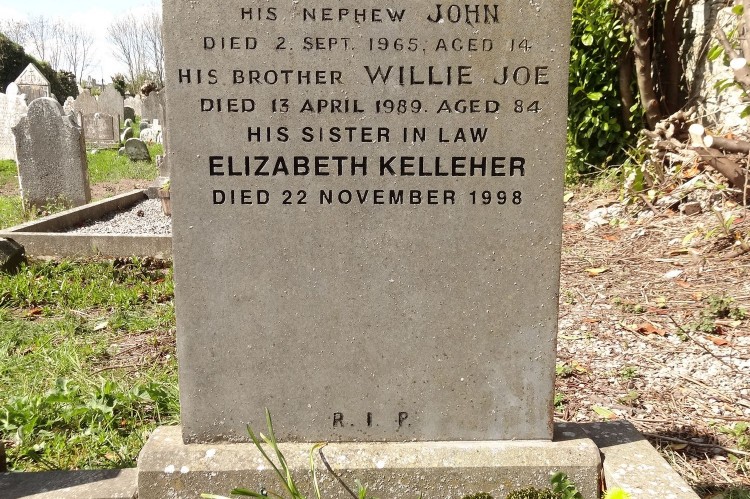 HIS NEPHEW JOHN
DIED 2. SEPT. 1965, AGED 14
HIS BROTHER WILLIE JOE
DIED 13 APRIL 1989. AGED 84
HIS SISTER IN LAW
ELIZABETH KELLEHER
DIED 22 NOVEMBER 1998
R.I.P.